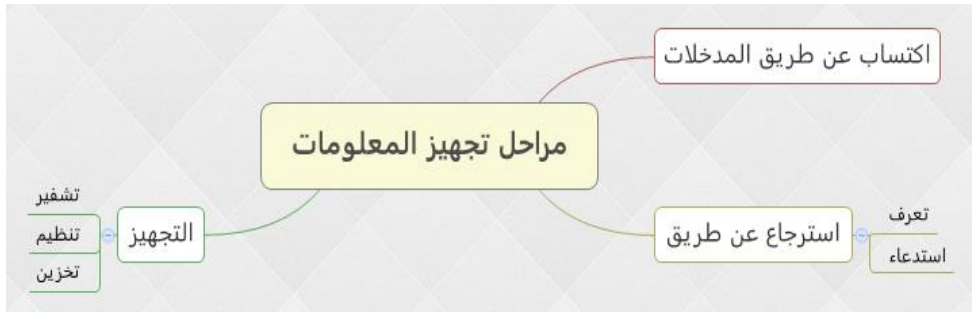 اكتساب عن طريق المدخلات
مراحل تجهيز المعلومات
استرجاع عن طريق
تعرف
استدعاء
التجهيز
تشفير
تنظيم
تخزين